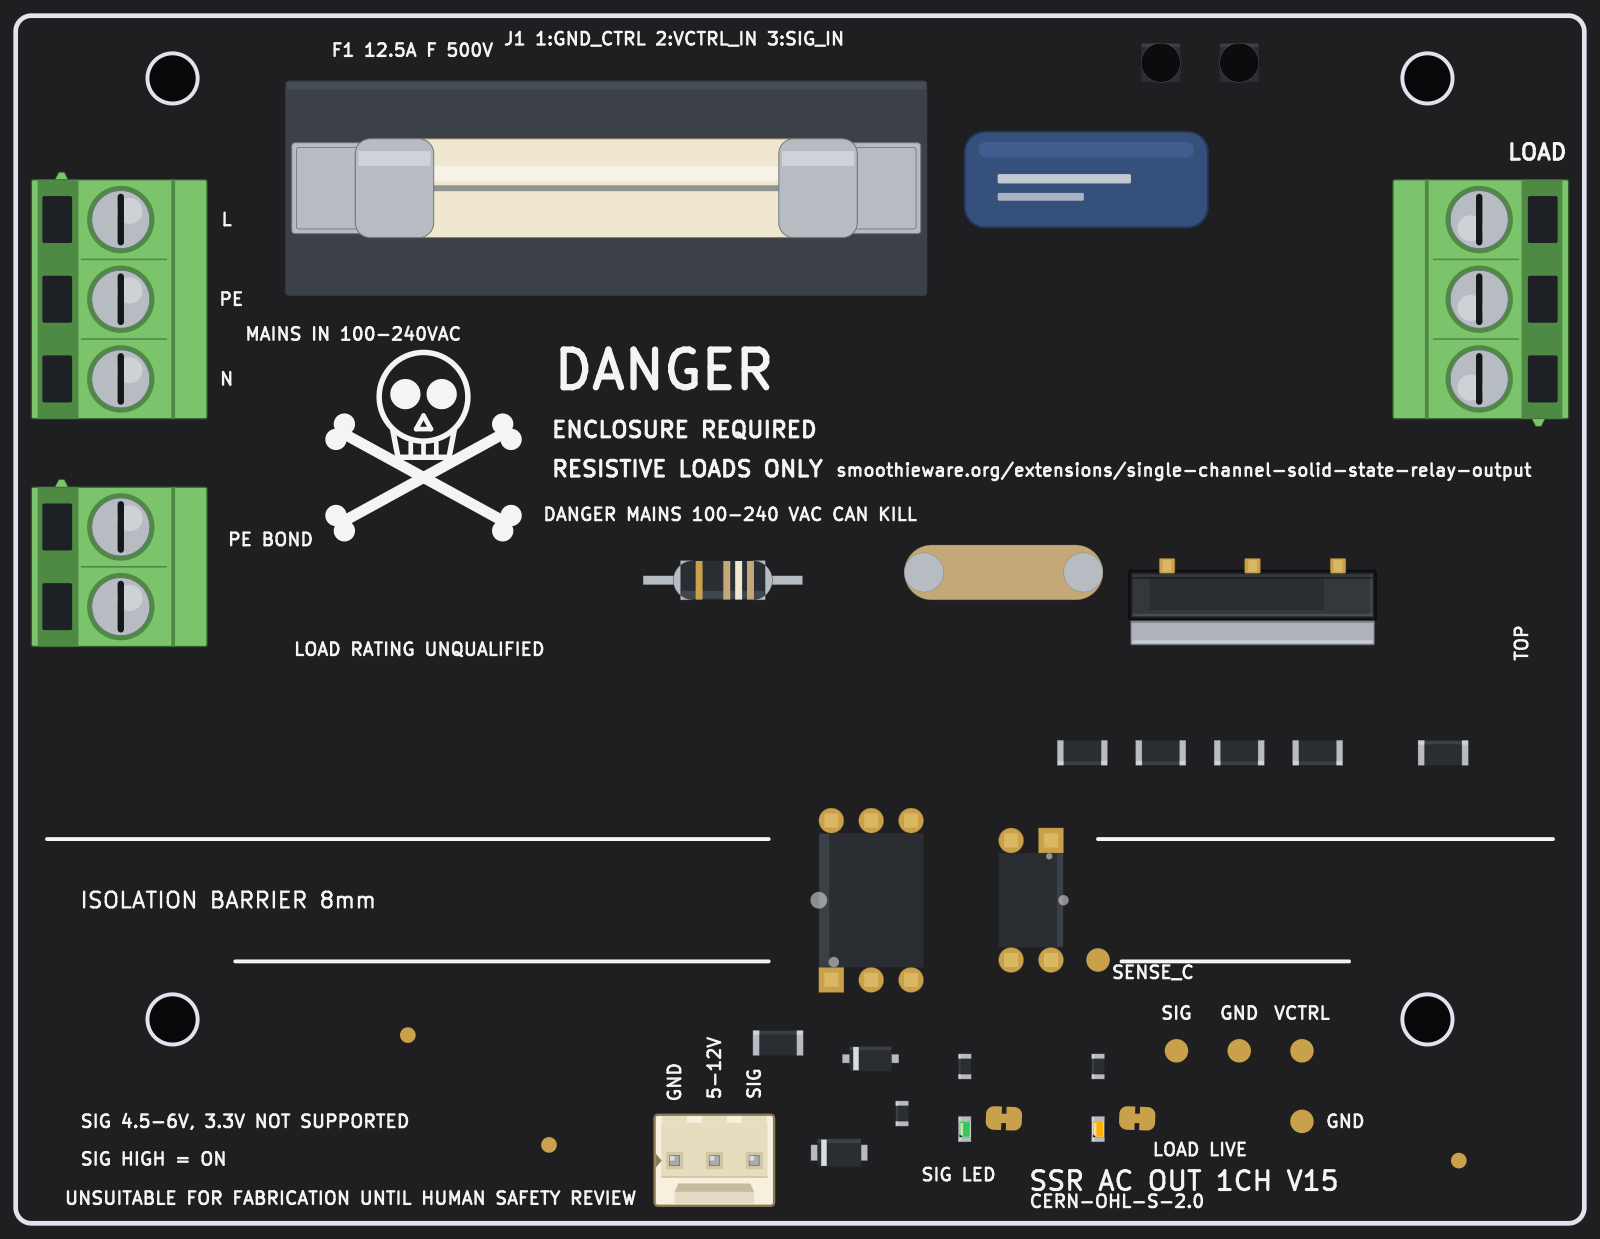 F1 12.5A F 500V
J1 1:GND_CTRL 2:VCTRL_IN 3:SIG_IN
LOAD
L
PE
N
MAINS IN 100-240VAC
DANGER
ENCLOSURE REQUIRED
RESISTIVE LOADS ONLY
smoothieware.org/extensions/single-channel-solid-state-relay-output
DANGER MAINS 100-240 VAC CAN KILL
PE BOND
LOAD RATING UNQUALIFIED
TOP
ISOLATION BARRIER 8mm
SENSE_C
SIG
GND
VCTRL
GND
5-12V
SIG
SIG 4.5-6V, 3.3V NOT SUPPORTED
GND
LOAD LIVE
SIG HIGH = ON
SIG LED
SSR AC OUT 1CH V15
UNSUITABLE FOR FABRICATION UNTIL HUMAN SAFETY REVIEW
CERN-OHL-S-2.0